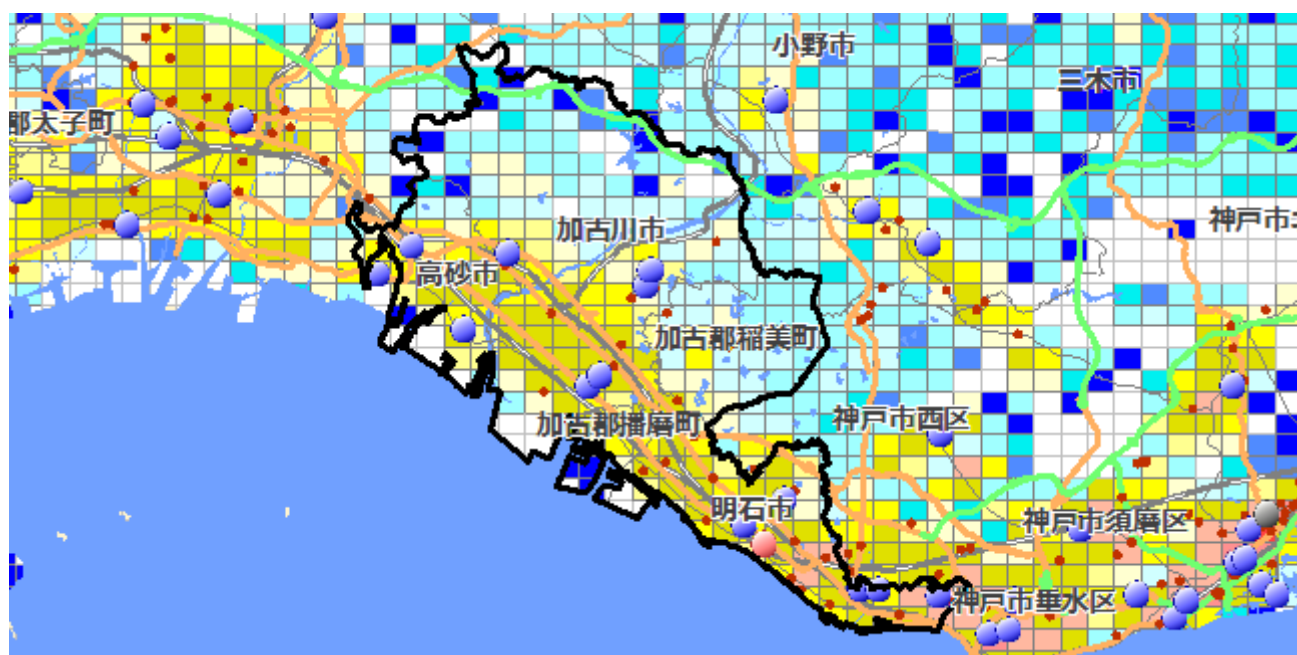 小野市
三木市
郡太子町
神戸市
加古川市
高砂市
加古郡稲美町
加古郡播磨町
神戸市西区
明石市
神戸市須磨区
神戸市垂水区